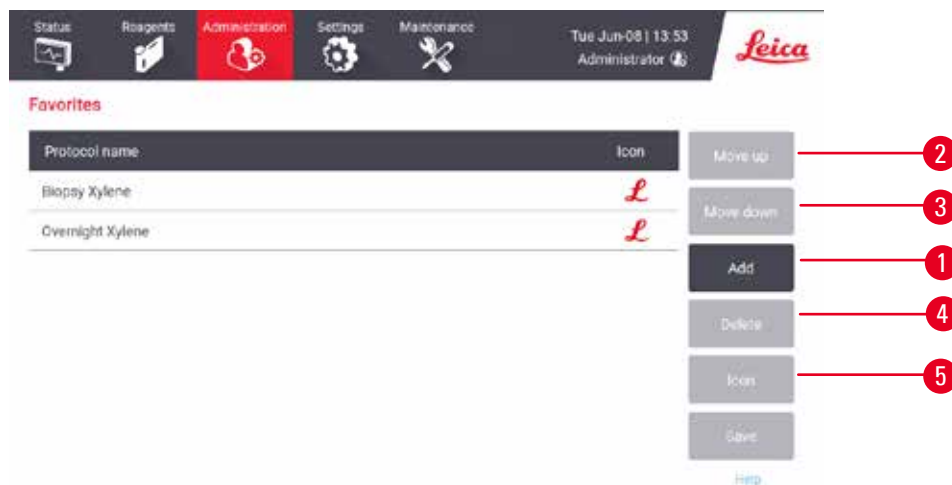 Status Reagents Administration Settings Maintenance
Tue Jun-08 | 13:53
Administrator
Leica
Favorites
Protocol name Icon
Biopsy Xylene L
Overnight Xylene L
Move up 2
Move down 3
Add 1
Delete 4
Icon 5
Save
Help